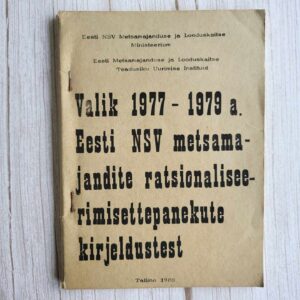 Eesti NSV Metsamajanduse ja Looduskaitse
Ministeerium
Eesti Metsamajanduse ja Looduskaitse
Teadusliku Uurimise Instituut
Valik 1977 - 1979 a.
Eesti NSV metsama-
jandite ratsionalisee-
rimisettepanekute
kirjeldustest
Tallinn 1980